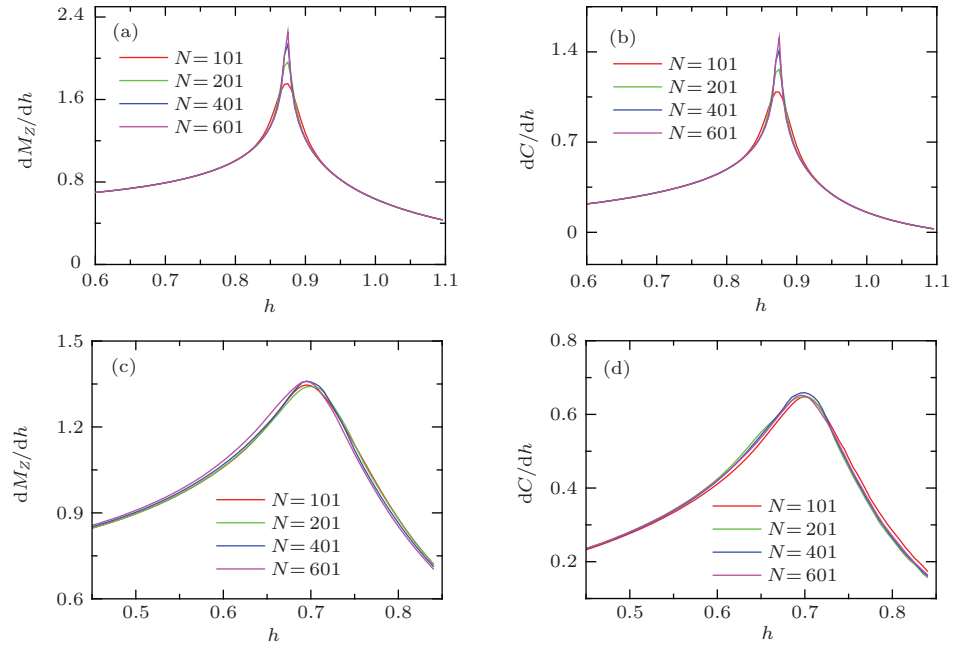 (a)
N=101
N=201
N=401
N=601
dMZ/dh
2.4
1.6
0.8
0
0.6 0.7 0.8 0.9 1.0 1.1
h
(b)
N=101
N=201
N=401
N=601
dC/dh
1.4
0.7
0
0.6 0.7 0.8 0.9 1.0 1.1
h
(c)
N=101
N=201
N=401
N=601
dMZ/dh
1.5
1.2
0.9
0.6
0.5 0.6 0.7 0.8
h
(d)
N=101
N=201
N=401
N=601
dC/dh
0.8
0.6
0.4
0.2
0.5 0.6 0.7 0.8
h